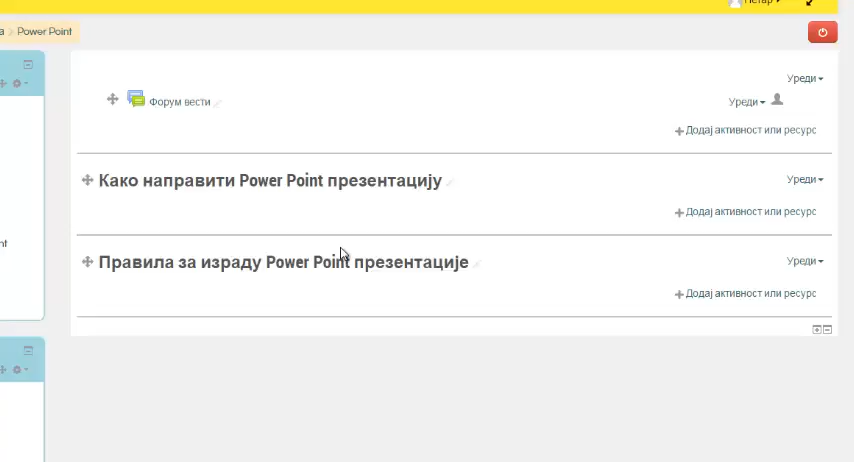 Петар
а Power Point
Уреди
Форум вести
Уреди
Додај активност или ресурс
Како направити Power Point презентацију
Уреди
Додај активност или ресурс
nt
Правила за израду Power Point презентације
Уреди
Додај активност или ресурс